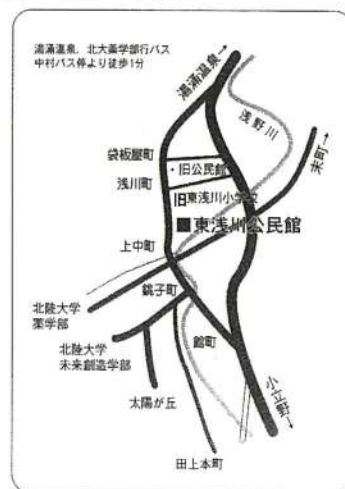 湯涌温泉、北大薬学部行バス
中村バス停より徒歩1分
湯涌温泉→
浅野川
袋板屋町
・旧公民館
末町
浅川町
旧東浅川小学校
■東浅川公民館
上中町
銚子町
北陸大学
薬学部
舘町
北陸大学
未来創造学部
小立野→
太陽が丘
田上本町